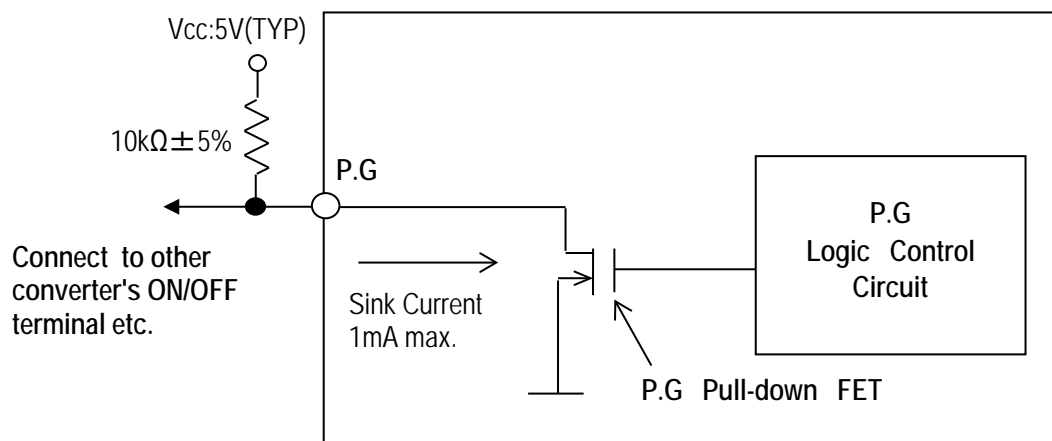 Vcc:5V(TYP)
10kΩ±5%
P.G
Connect to other
converter's ON/OFF
terminal etc.
Sink Current
1mA max.
P.G
Logic Control
Circuit
P.G Pull-down FET